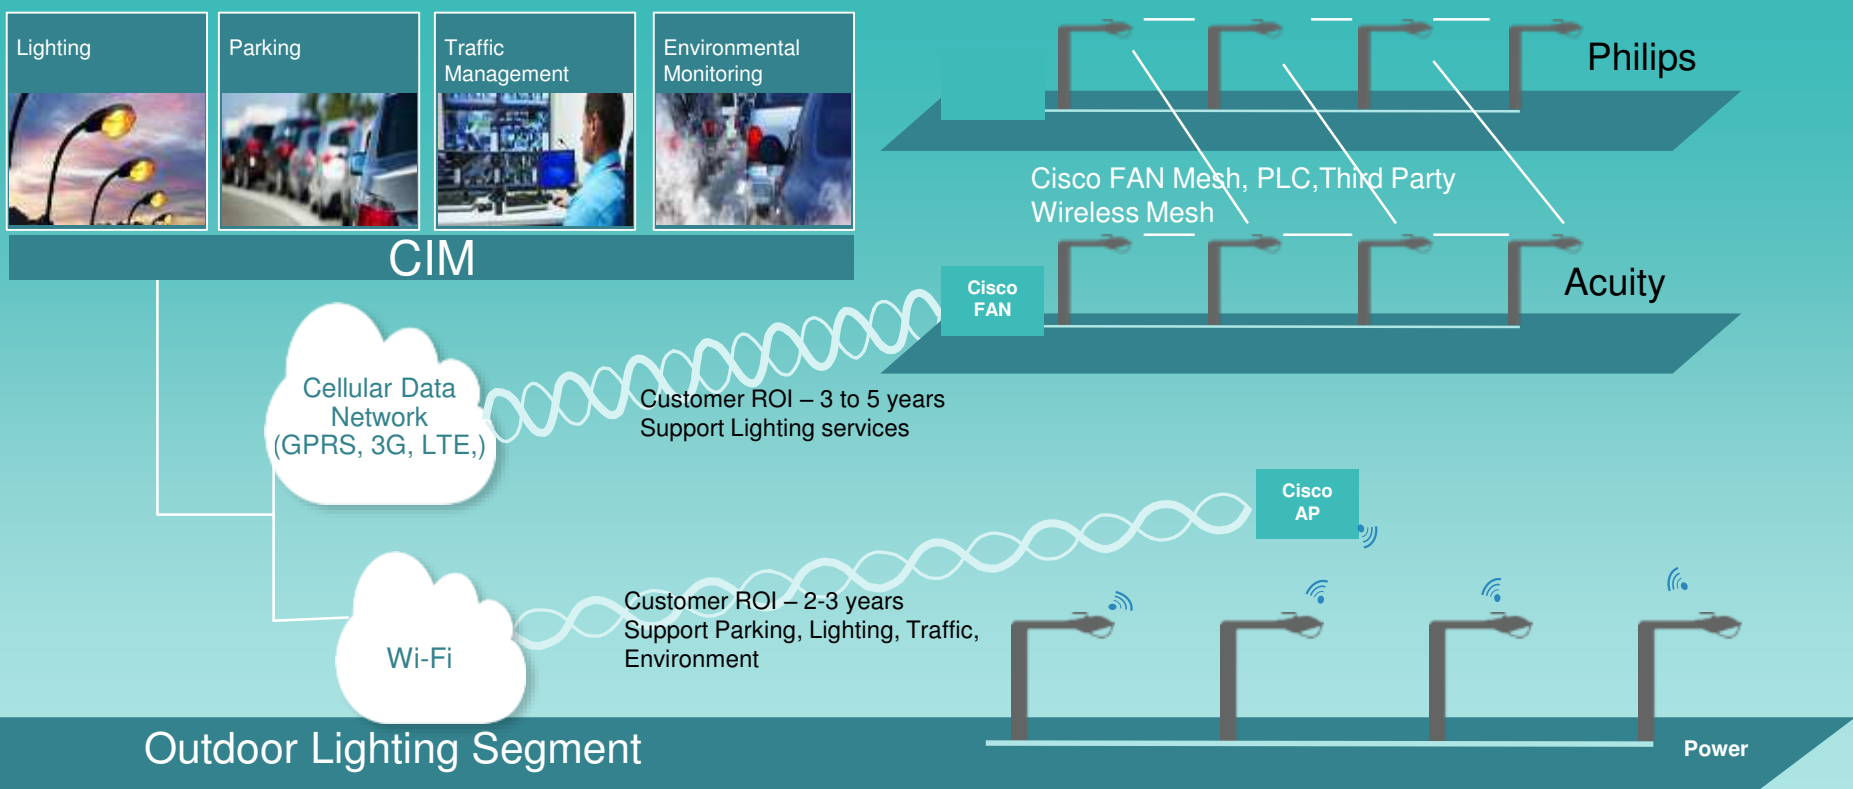 Lighting
Parking
Traffic
Management
Environmental
Monitoring
CIM
Philips
Cisco FAN Mesh, PLC,Third Party
Wireless Mesh
Acuity
Cisco
FAN
Cellular Data
Network
(GPRS, 3G, LTE,)
Customer ROI – 3 to 5 years
Support Lighting services
Cisco
AP
Wi-Fi
Customer ROI – 2-3 years
Support Parking, Lighting, Traffic,
Environment
Outdoor Lighting Segment
Power